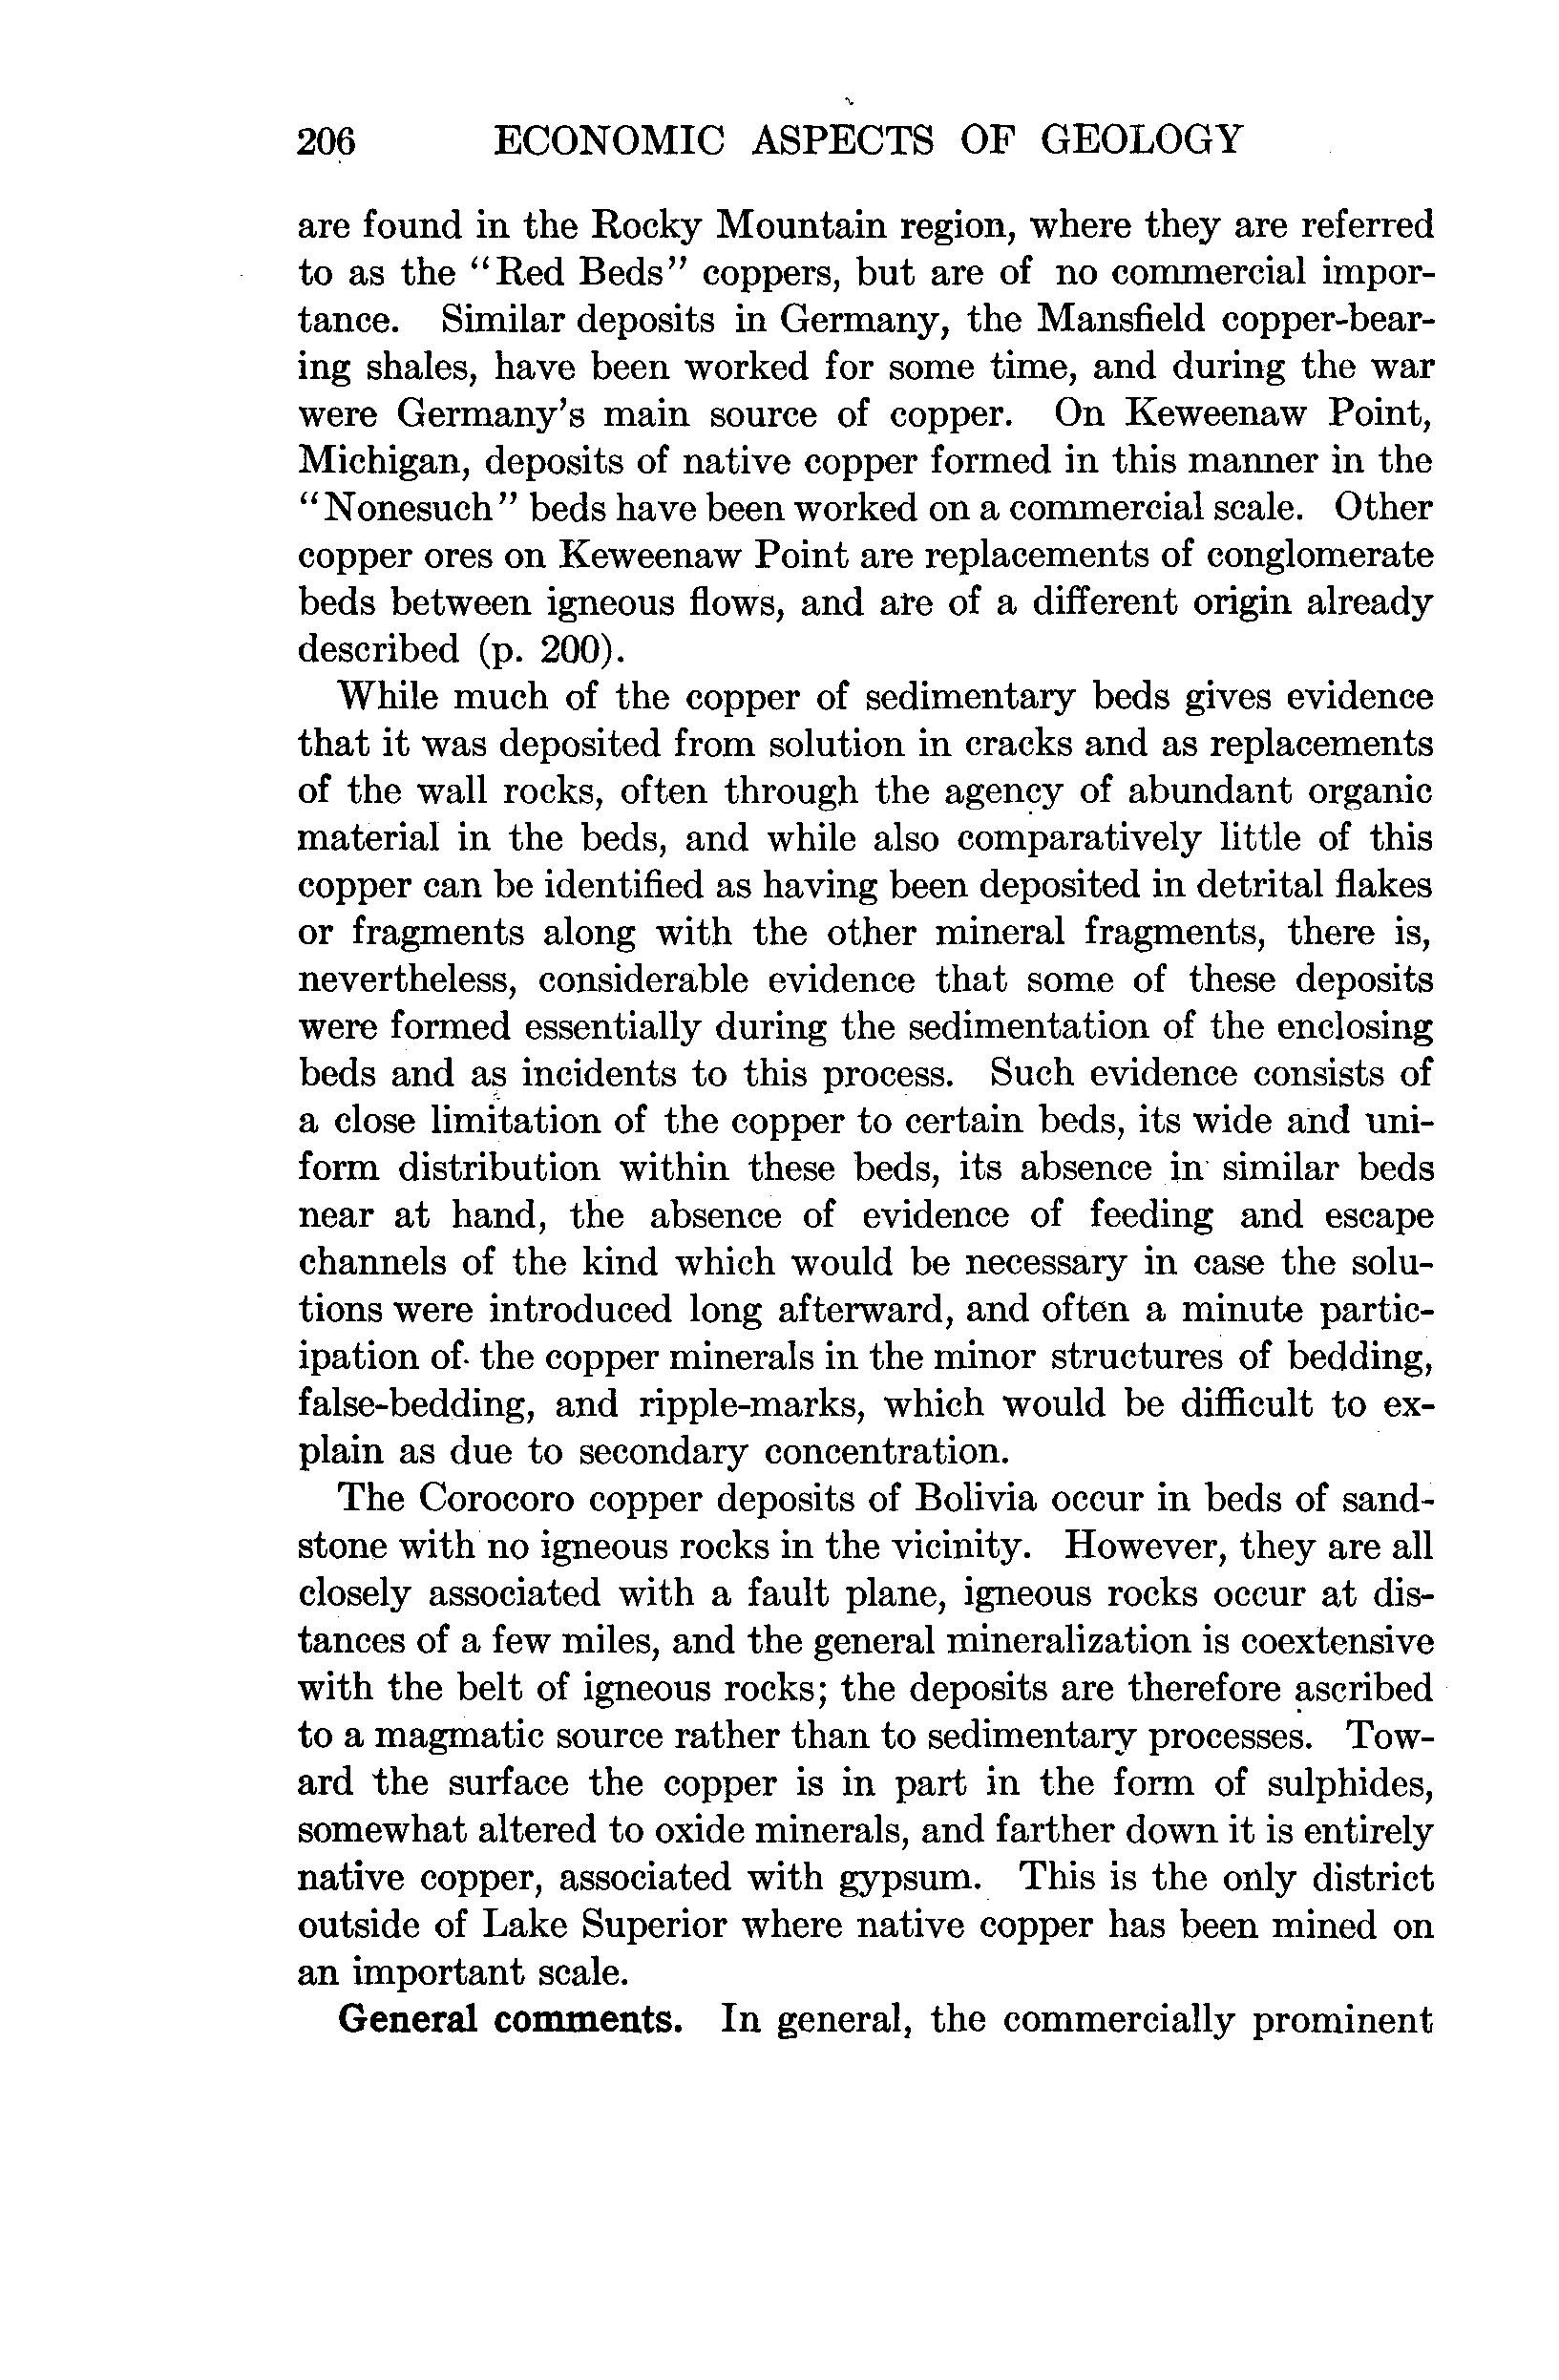 206 ECONOMIC ASPECTS OF GEOLOGY
are found in the Rocky Mountain region, where they are referred
to as the "Red Beds" coppers, but are of no commercial impor-
tance. Similar deposits in Germany, the Mansfield copper-bear-
ing shales, have been worked for some time, and during the war
were Germany's main source of copper. On Keweenaw Point,
Michigan, deposits of native copper formed in this manner in the
"Nonesuch" beds have been worked on a commercial scale. Other
copper ores on Keweenaw Point are replacements of conglomerate
beds between igneous flows, and are of a different origin already
described (p. 200).
While much of the copper of sedimentary beds gives evidence
that it was deposited from solution in cracks and as replacements
of the wall rocks, often through the agency of abundant organic
material in the beds, and while also comparatively little of this
copper can be identified as having been deposited in detrital flakes
or fragments along with the other mineral fragments, there is,
nevertheless, considerable evidence that some of these deposits
were formed essentially during the sedimentation of the enclosing
beds and as incidents to this process. Such evidence consists of
a close limitation of the copper to certain beds, its wide and uni-
form distribution within these beds, its absence in similar beds
near at hand, the absence of evidence of feeding and escape
channels of the kind which would be necessary in case the solu-
tions were introduced long afterward, and often a minute partic-
ipation of the copper minerals in the minor structures of bedding,
false-bedding, and ripple-marks, which would be difficult to ex-
plain as due to secondary concentration.
The Corocoro copper deposits of Bolivia occur in beds of sand-
stone with no igneous rocks in the vicinity. However, they are all
closely associated with a fault plane, igneous rocks occur at dis-
tances of a few miles, and the general mineralization is coextensive
with the belt of igneous rocks; the deposits are therefore ascribed
to a magmatic source rather than to sedimentary processes. Tow-
ard the surface the copper is in part in the form of sulphides,
somewhat altered to oxide minerals, and farther down it is entirely
native copper, associated with gypsum. This is the only district
outside of Lake Superior where native copper has been mined on
an important scale.
General comments. In general, the commercially prominent